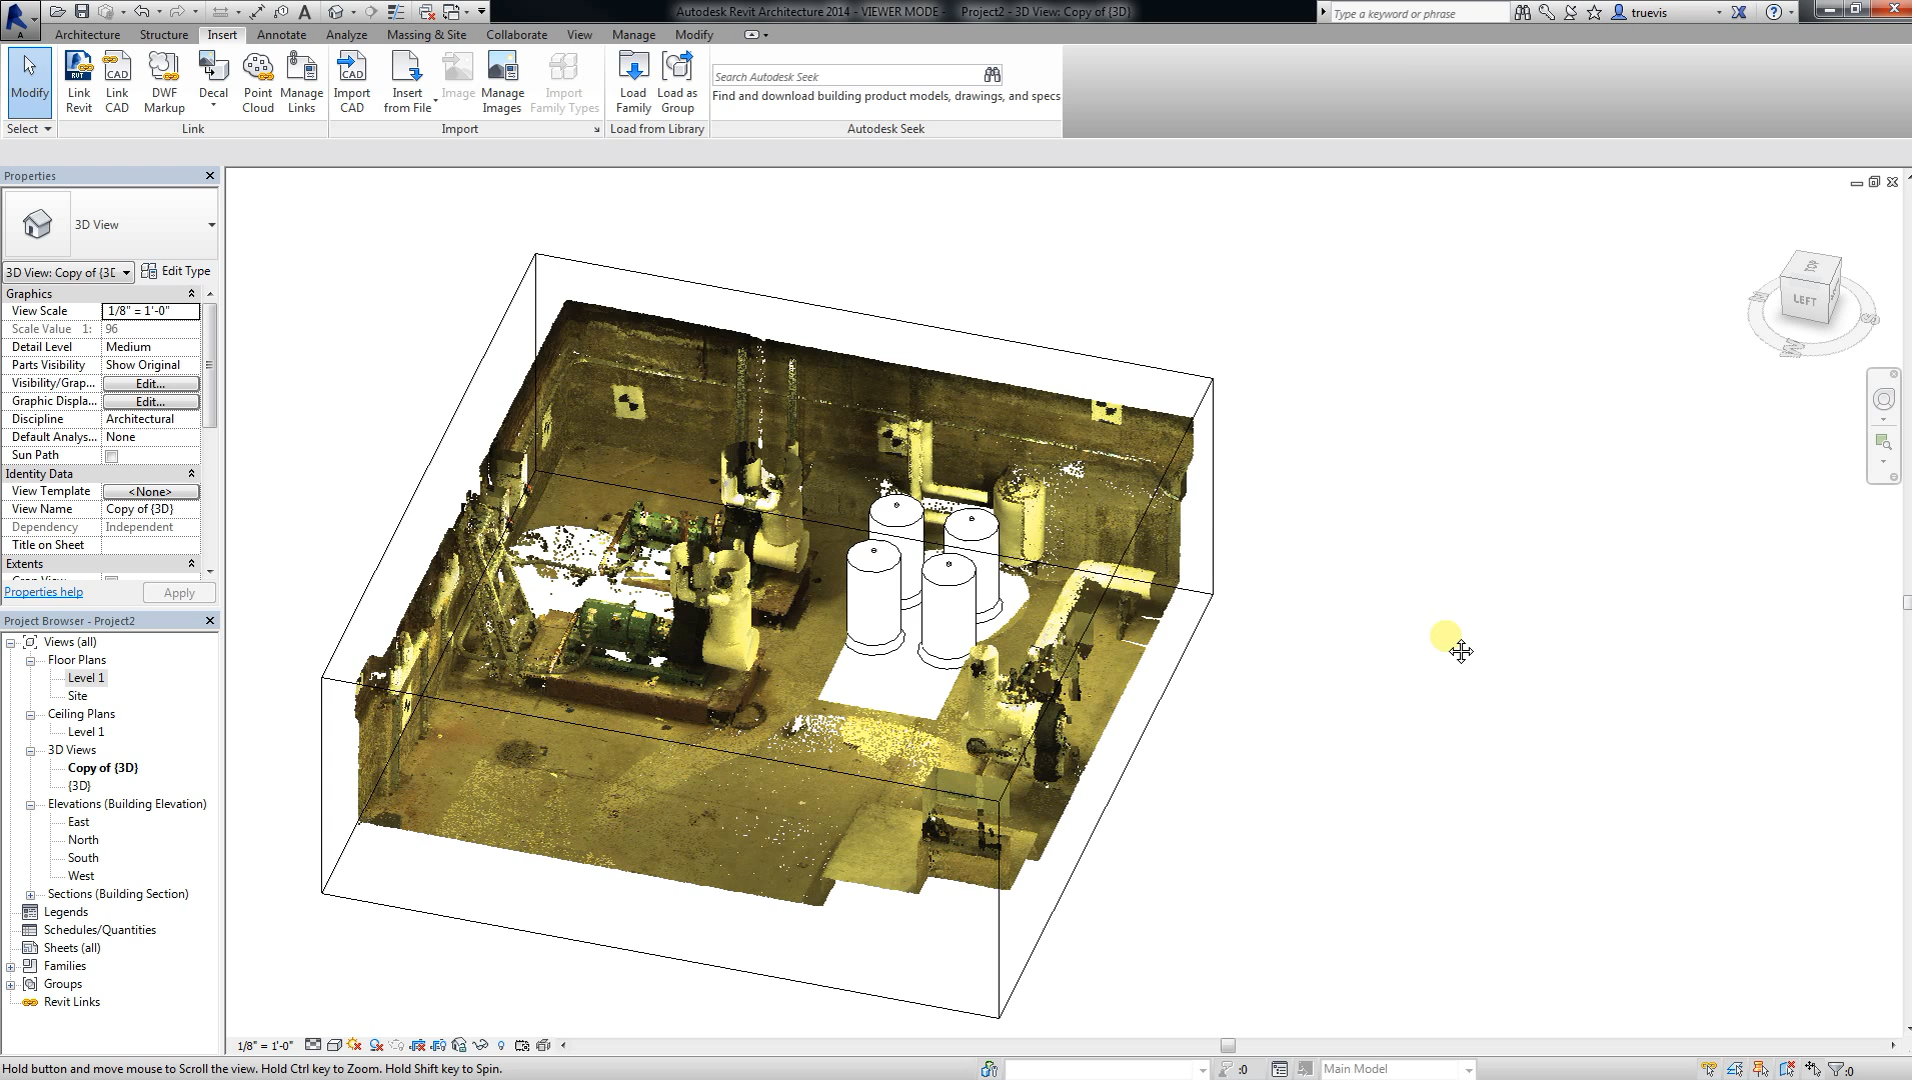 Autodesk Revit Architecture 2014 - VIEWER MODE - Project2 - 3D View: Copy of {3D}
Type a keyword or phrase
truevis
Architecture Structure Insert Annotate Analyze Massing & Site Collaborate View Manage Modify
Modify
Link Revit
Link CAD
DWF Markup
Decal
Point Cloud
Manage Links
Import CAD
Insert from File
Image
Manage Images
Import Family Types
Load Family
Load as Group
Search Autodesk Seek
Find and download building product models, drawings, and specs
Select Link Import Load from Library Autodesk Seek
Properties
3D View
3D View: Copy of {3D
Edit Type
Graphics
View Scale 1/8" = 1'-0"
Scale Value 1: 96
Detail Level Medium
Parts Visibility Show Original
Visibility/Grap... Edit...
Graphic Displa... Edit...
Discipline Architectural
Default Analys... None
Sun Path
Identity Data
View Template <None>
View Name Copy of {3D}
Dependency Independent
Title on Sheet
Extents
Properties help Apply
Project Browser - Project2
Views (all)
Floor Plans
Level 1
Site
Ceiling Plans
Level 1
3D Views
Copy of {3D}
{3D}
Elevations (Building Elevation)
East
North
South
West
Sections (Building Section)
Legends
Schedules/Quantities
Sheets (all)
Families
Groups
Revit Links
TOP
LEFT
W
S
1/8" = 1'-0"
Hold button and move mouse to Scroll the view. Hold Ctrl key to Zoom. Hold Shift key to Spin.
:0
Main Model
:0